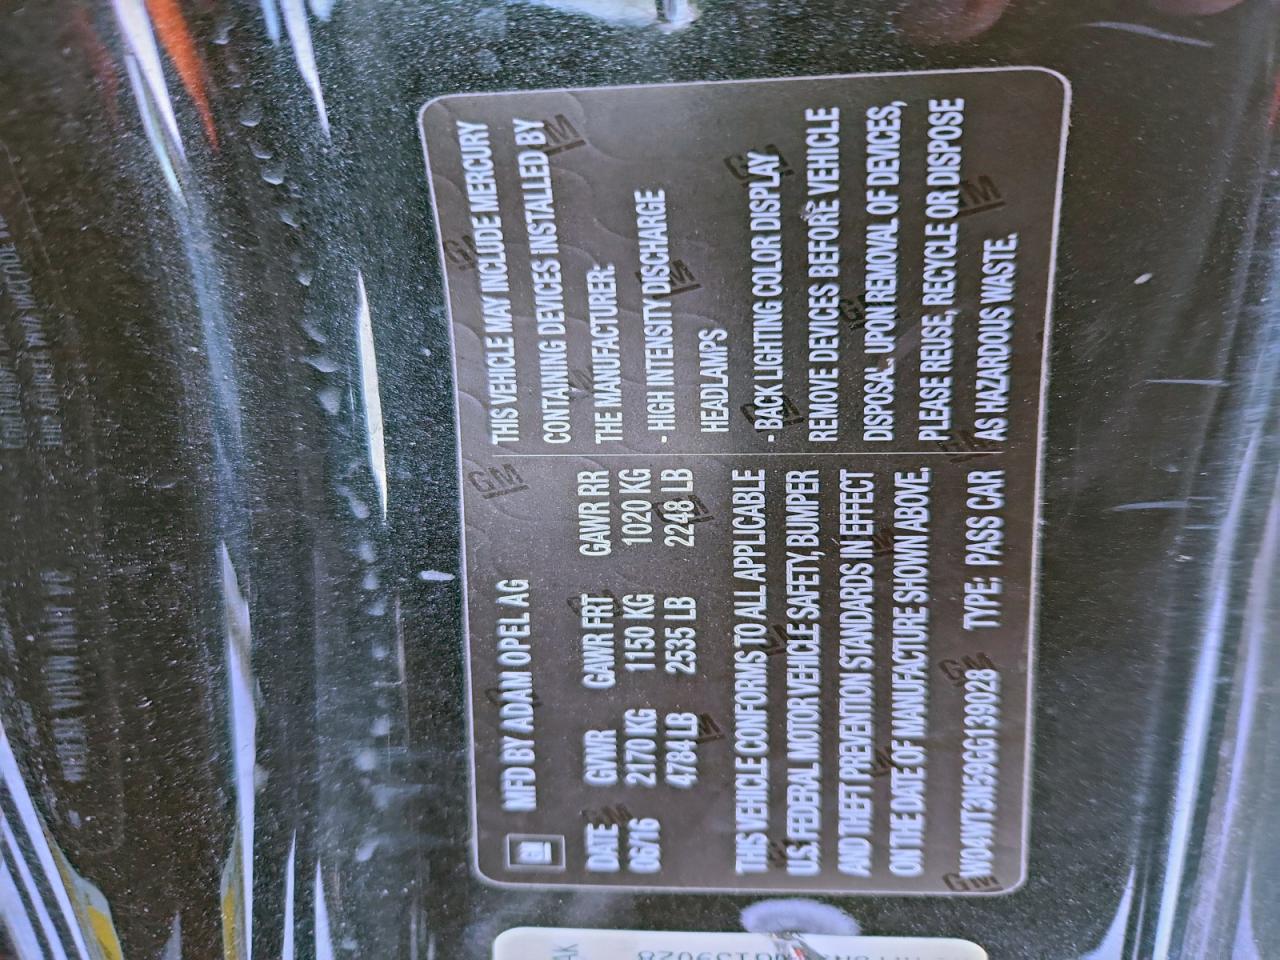 GM MFD BY ADAM OPEL AG
DATE GVWR GAWR FRT GAWR RR
06/16 2170 KG 1150 KG 1020 KG
4784 LB 2535 LB 2248 LB
THIS VEHICLE CONFORMS TO ALL APPLICABLE
U.S. FEDERAL MOTOR VEHICLE SAFETY, BUMPER
AND THEFT PREVENTION STANDARDS IN EFFECT
ON THE DATE OF MANUFACTURE SHOWN ABOVE.
W04WT3N59GG139028 TYPE: PASS CAR
THIS VEHICLE MAY INCLUDE MERCURY
CONTAINING DEVICES INSTALLED BY
THE MANUFACTURER:
- HIGH INTENSITY DISCHARGE
HEADLAMPS
- BACK LIGHTING COLOR DISPLAY
REMOVE DEVICES BEFORE VEHICLE
DISPOSAL. UPON REMOVAL OF DEVICES,
PLEASE REUSE, RECYCLE OR DISPOSE
AS HAZARDOUS WASTE.